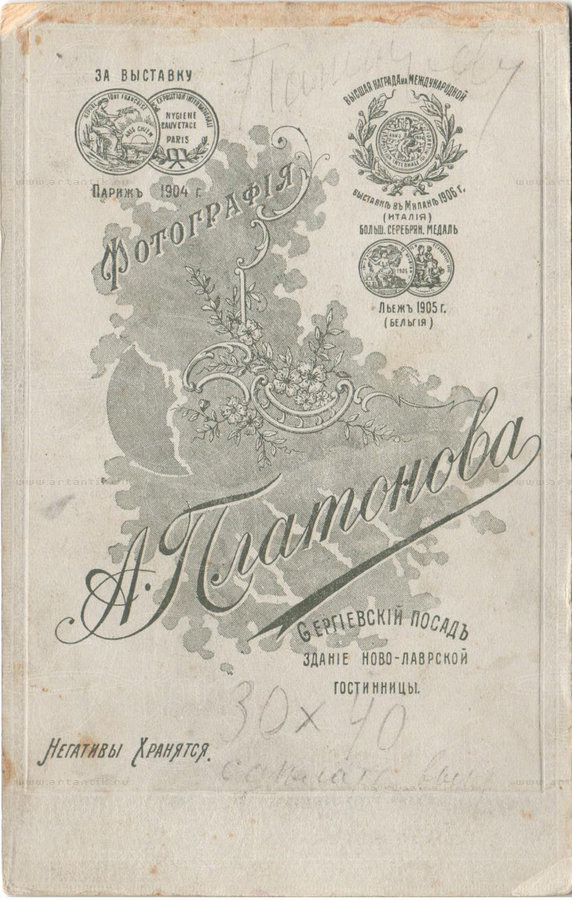 ЗА ВЫСТАВКУ
HYGIENE
SAUVETAGE
PARIS
ПАРИЖЪ 1904 г.
ВЫСШАЯ НАГРАДА НА МЕЖДУНАРОДНОЙ
ВЫСТАВКѢ ВЪ МИЛАНѢ 1906 г.
(ИТАЛІЯ)
БОЛЬШ. СЕРЕБРЯН. МЕДАЛЬ
ЛЬЕЖЪ 1905 г.
(БЕЛЬГІЯ)
ФОТОГРАФІЯ
А. Платонова
СЕРГІЕВСКІЙ ПОСАДЪ
ЗДАНІЕ НОВО-ЛАВРСКОЙ
ГОСТИННИЦЫ.
30 х 40
НЕГАТИВЫ ХРАНЯТСЯ.